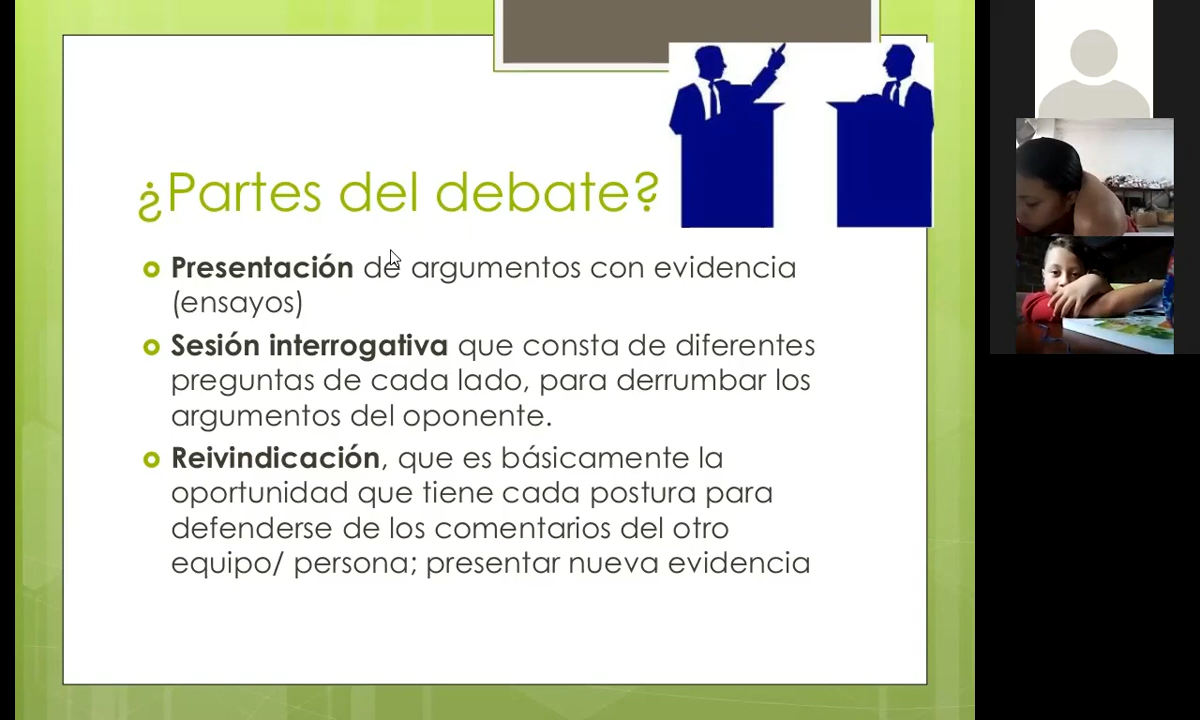 ¿Partes del debate?
Presentación de argumentos con evidencia
(ensayos)
Sesión interrogativa que consta de diferentes
preguntas de cada lado, para derrumbar los
argumentos del oponente.
Reivindicación, que es básicamente la
oportunidad que tiene cada postura para
defenderse de los comentarios del otro
equipo/ persona; presentar nueva evidencia